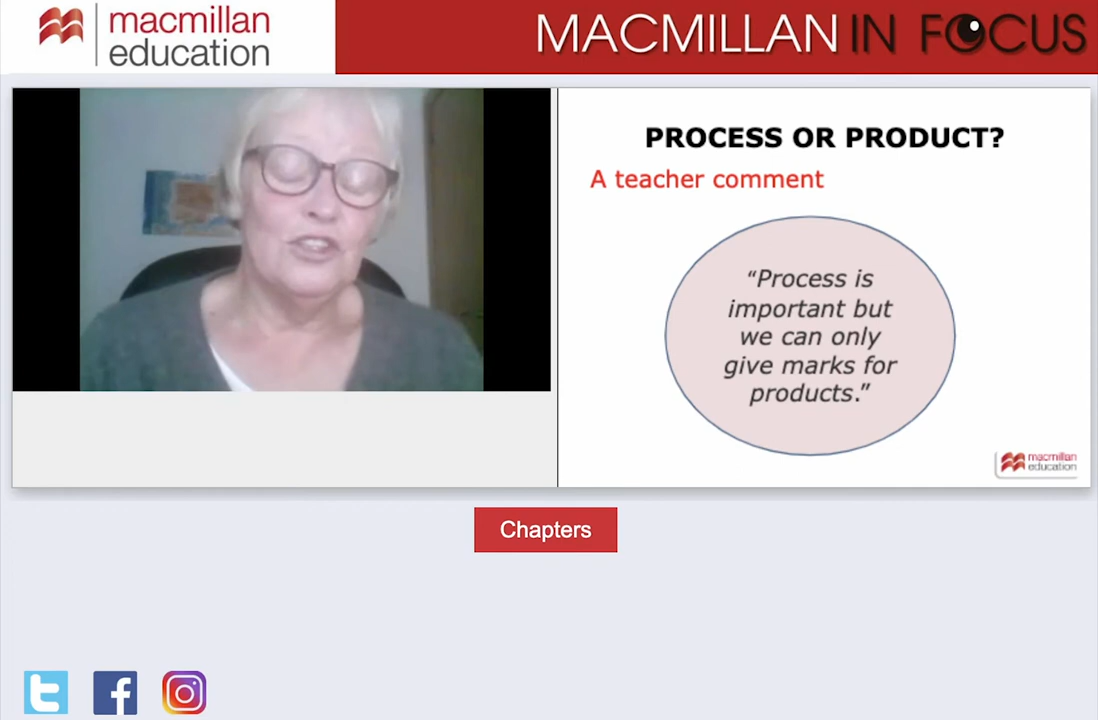 macmillan
education
MACMILLAN IN FOCUS
PROCESS OR PRODUCT?
A teacher comment
“Process is
important but
we can only
give marks for
products.”
macmillan
education
Chapters